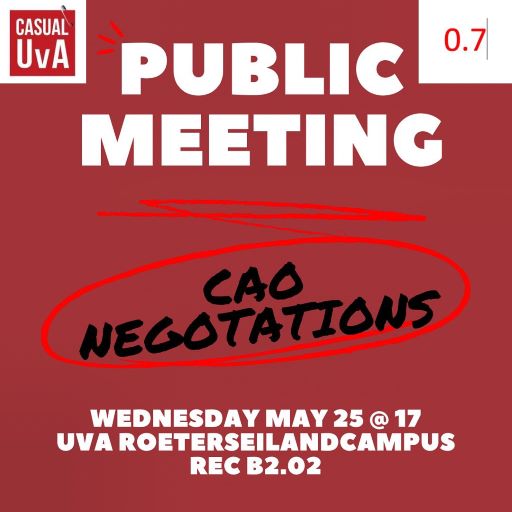 CASUAL
UvA
0.7
PUBLIC
MEETING
CAO
NEGOTATIONS
WEDNESDAY MAY 25 @ 17
UVA ROETERSEILANDCAMPUS
REC B2.02